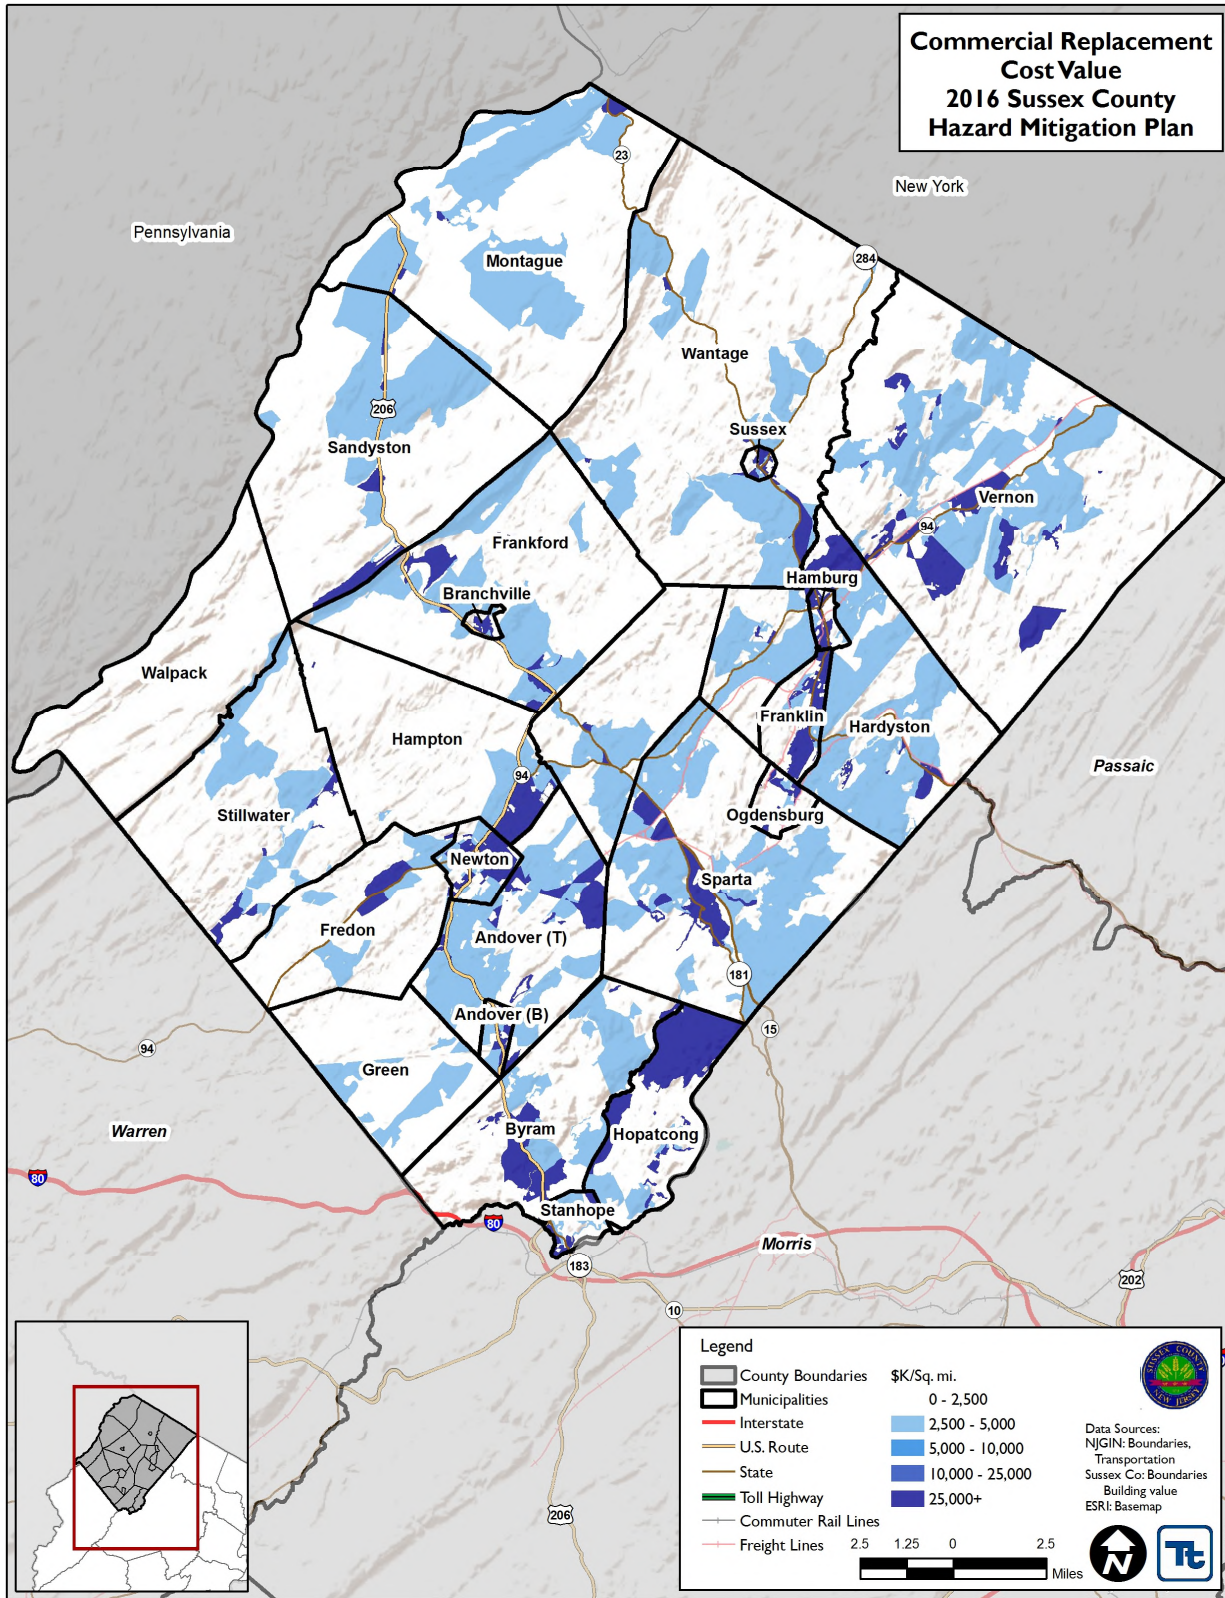 Commercial Replacement
Cost Value
2016 Sussex County
Hazard Mitigation Plan
New York
Pennsylvania
23
284
Montague
Wantage
206
Sussex
Sandyston
Vernon
94
Frankford
Hamburg
Branchville
Walpack
Franklin
Hardyston
Hampton
Passaic
94
Stillwater
Ogdensburg
Newton
Sparta
Fredon
Andover (T)
181
Andover (B)
15
94
Green
Warren
Byram
Hopatcong
80
Stanhope
80
Morris
183
202
10
206
Legend
County Boundaries
Municipalities
Interstate
U.S. Route
State
Toll Highway
Commuter Rail Lines
Freight Lines
$K/Sq. mi.
0 - 2,500
2,500 - 5,000
5,000 - 10,000
10,000 - 25,000
25,000+
2.5 1.25 0 2.5
Miles
SUSSEX COUNTY
NEW JERSEY
Data Sources:
NJGIN: Boundaries,
Transportation
Sussex Co: Boundaries
Building value
ESRI: Basemap
N
Tt